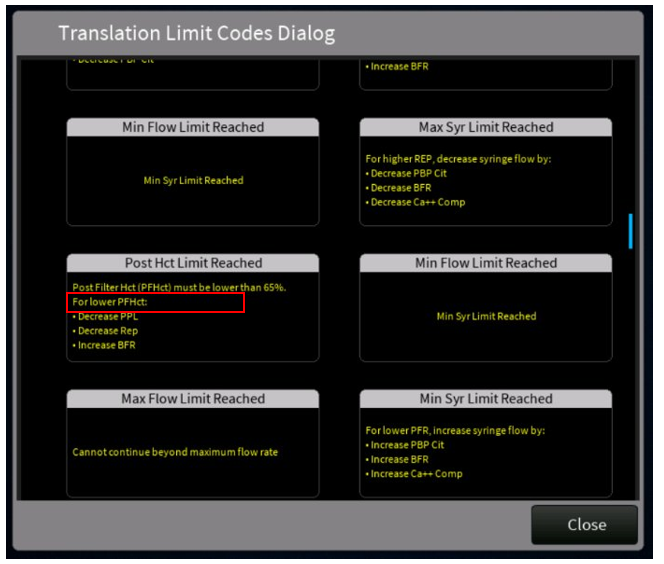 Translation Limit Codes Dialog
• Decrease PBP Cit
• Increase BFR
Min Flow Limit Reached
Min Syr Limit Reached
Max Syr Limit Reached
For higher REP, decrease syringe flow by:
• Decrease PBP Cit
• Decrease BFR
• Decrease Ca++ Comp
Post Hct Limit Reached
Post Filter Hct (PFHct) must be lower than 65%.
For lower PFHct:
• Decrease PPL
• Decrease Rep
• Increase BFR
Min Flow Limit Reached
Min Syr Limit Reached
Max Flow Limit Reached
Cannot continue beyond maximum flow rate
Min Syr Limit Reached
For lower PFR, increase syringe flow by:
• Increase PBP Cit
• Increase BFR
• Increase Ca++ Comp
Close